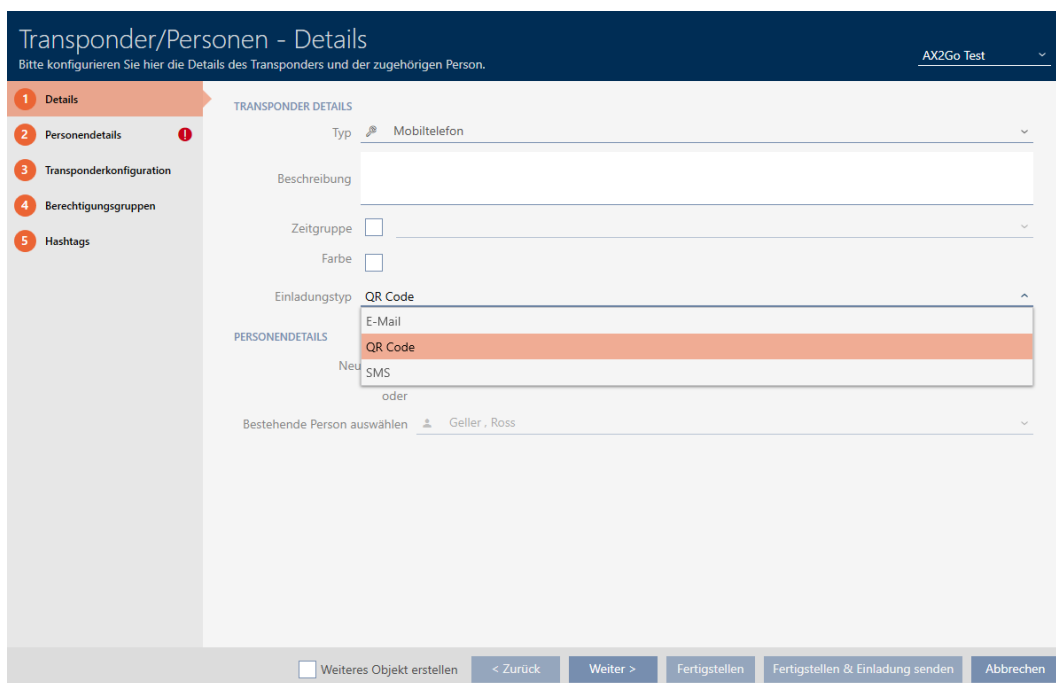 Transponder/Personen - Details
Bitte konfigurieren Sie hier die Details des Transponders und der zugehörigen Person.
AX2Go Test
1 Details
2 Personendetails
3 Transponderkonfiguration
4 Berechtigungsgruppen
5 Hashtags
TRANSPONDER DETAILS
Typ Mobiltelefon
Beschreibung
Zeitgruppe
Farbe
Einladungstyp QR Code
E-Mail
PERSONENDETAILS
QR Code
Neu
SMS
oder
Bestehende Person auswählen Geller , Ross
Weiteres Objekt erstellen < Zurück Weiter > Fertigstellen Fertigstellen & Einladung senden Abbrechen